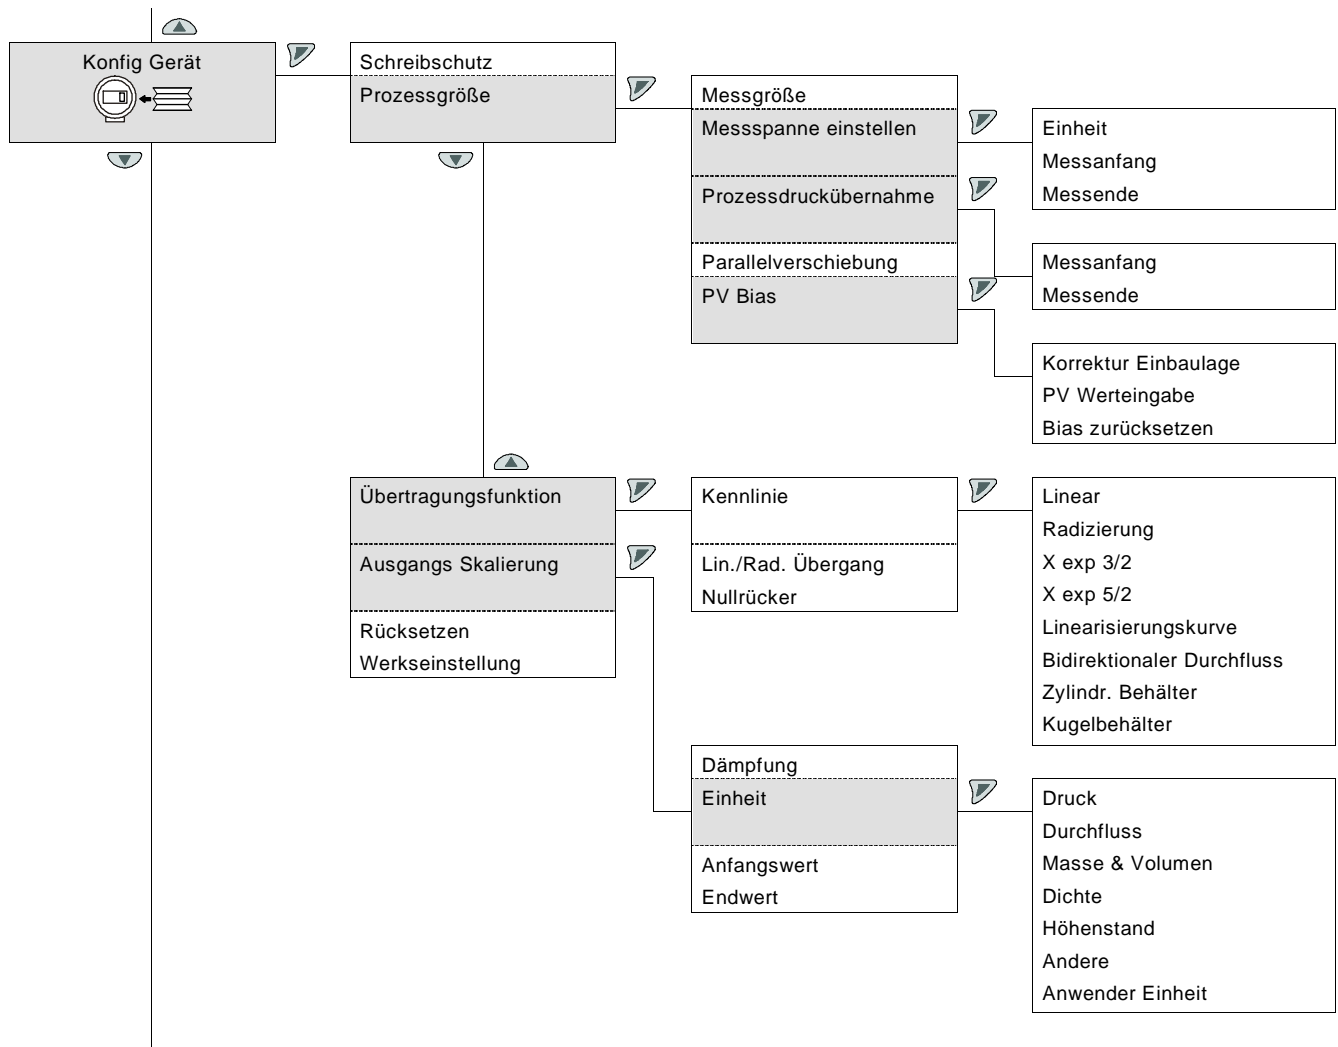 Konfig Gerät
Schreibschutz
Prozessgröße
Messgröße
Messspanne einstellen
Prozessdruckübernahme
Parallelverschiebung
PV Bias
Einheit
Messanfang
Messende
Messanfang
Messende
Korrektur Einbaulage
PV Werteingabe
Bias zurücksetzen
Übertragungsfunktion
Ausgangs Skalierung
Rücksetzen
Werkseinstellung
Kennlinie
Lin./Rad. Übergang
Nullrücker
Linear
Radizierung
X exp 3/2
X exp 5/2
Linearisierungskurve
Bidirektionaler Durchfluss
Zylindr. Behälter
Kugelbehälter
Dämpfung
Einheit
Anfangswert
Endwert
Druck
Durchfluss
Masse & Volumen
Dichte
Höhenstand
Andere
Anwender Einheit